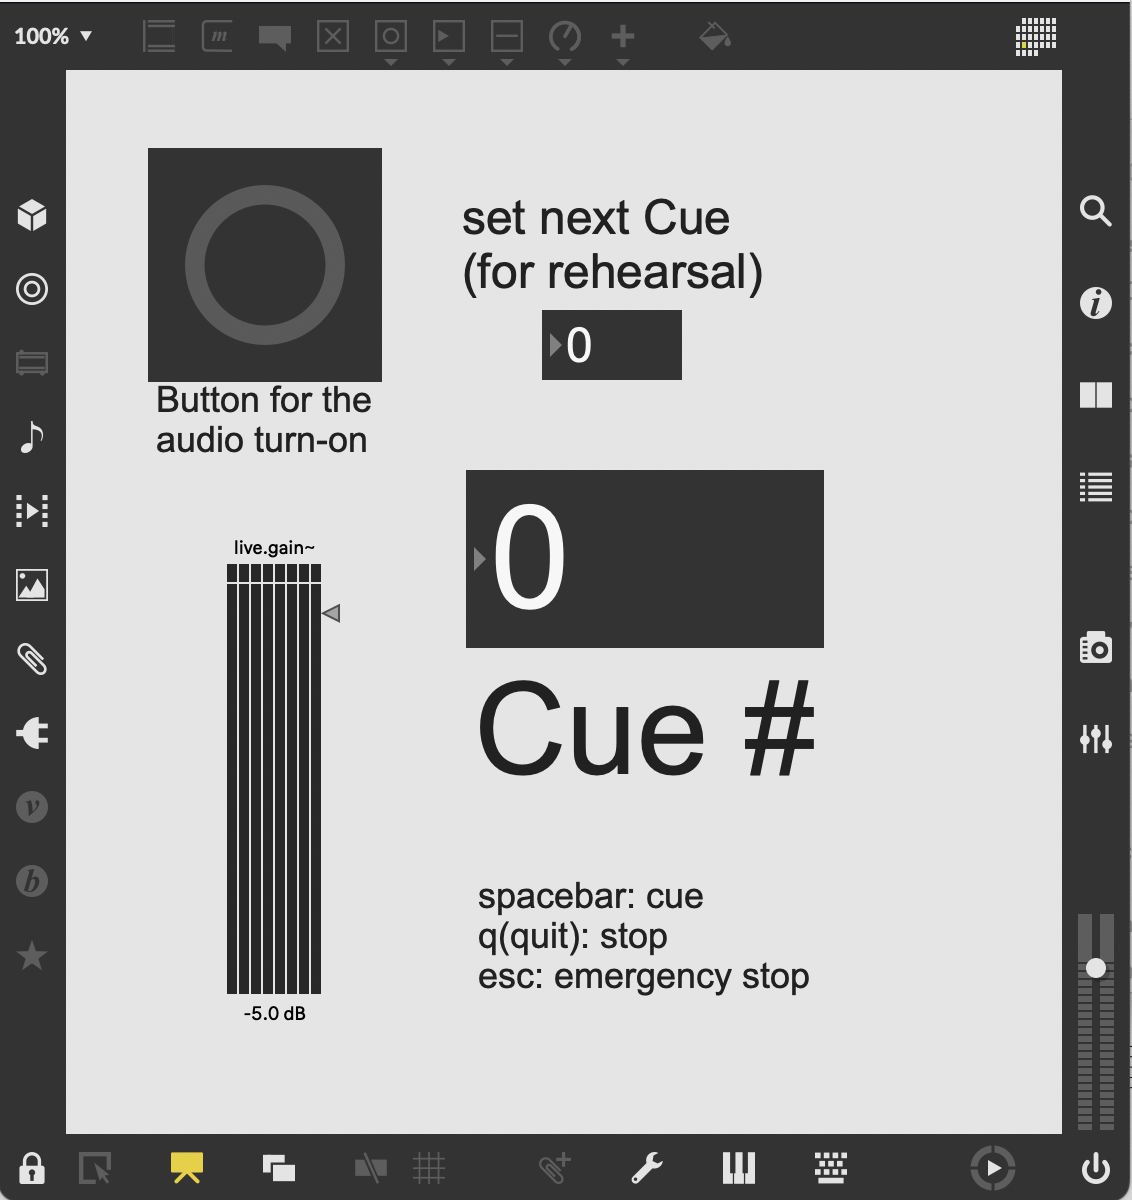 100%
m
set next Cue
(for rehearsal)
0
Button for the
audio turn-on
0
Cue #
live.gain~
-5.0 dB
spacebar: cue
q(quit): stop
esc: emergency stop
i
v
b